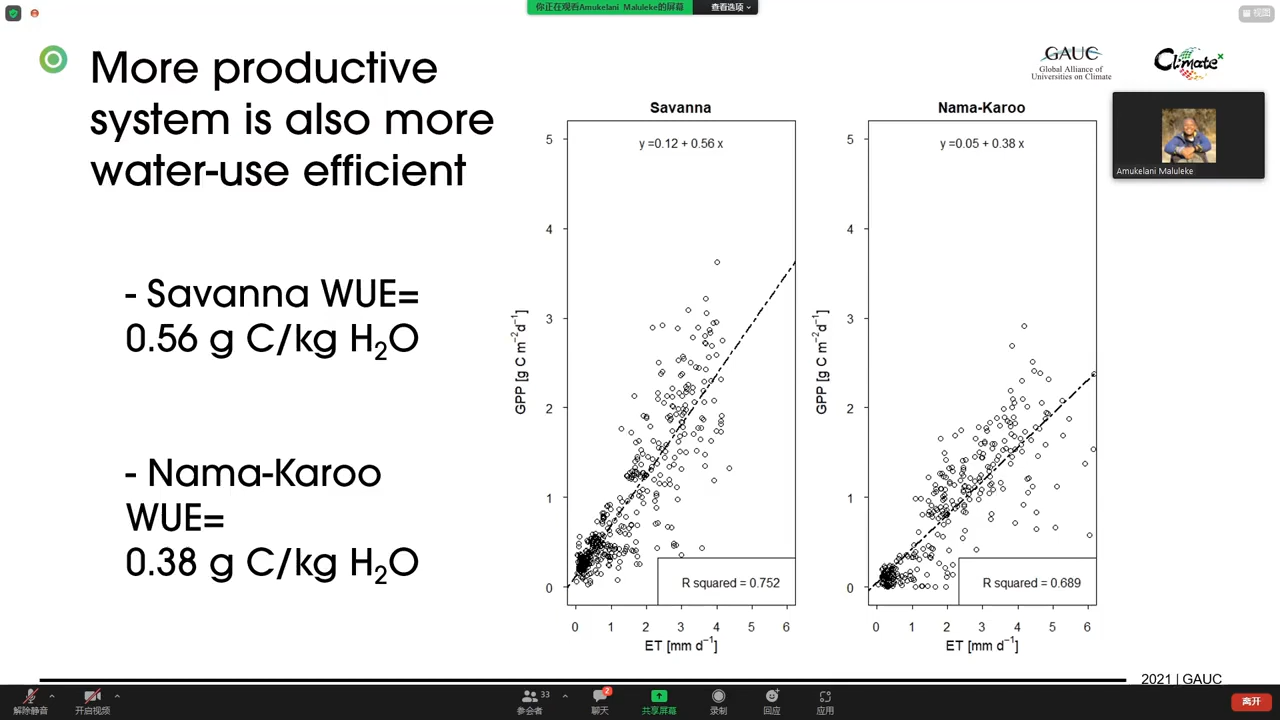 你正在观看Amukelani Maluleke的屏幕
查看选项
视图
More productive
system is also more
water-use efficient
- Savanna WUE=
0.56 g C/kg H₂O
- Nama-Karoo
WUE=
0.38 g C/kg H₂O
GAUC
Global Alliance of
Universities on Climate
Climate x
Amukelani Maluleke
Savanna
y =0.12 + 0.56 x
5
4
3
2
1
0
GPP [g C m⁻²d⁻¹]
R squared = 0.752
0 1 2 3 4 5 6
ET [mm d⁻¹]
Nama-Karoo
y =0.05 + 0.38 x
5
4
3
2
1
0
GPP [g C m⁻²d⁻¹]
R squared = 0.689
0 1 2 3 4 5 6
ET [mm d⁻¹]
2021 | GAUC
解除静音
开启视频
33
参会者
2
聊天
共享屏幕
录制
回应
应用
离开